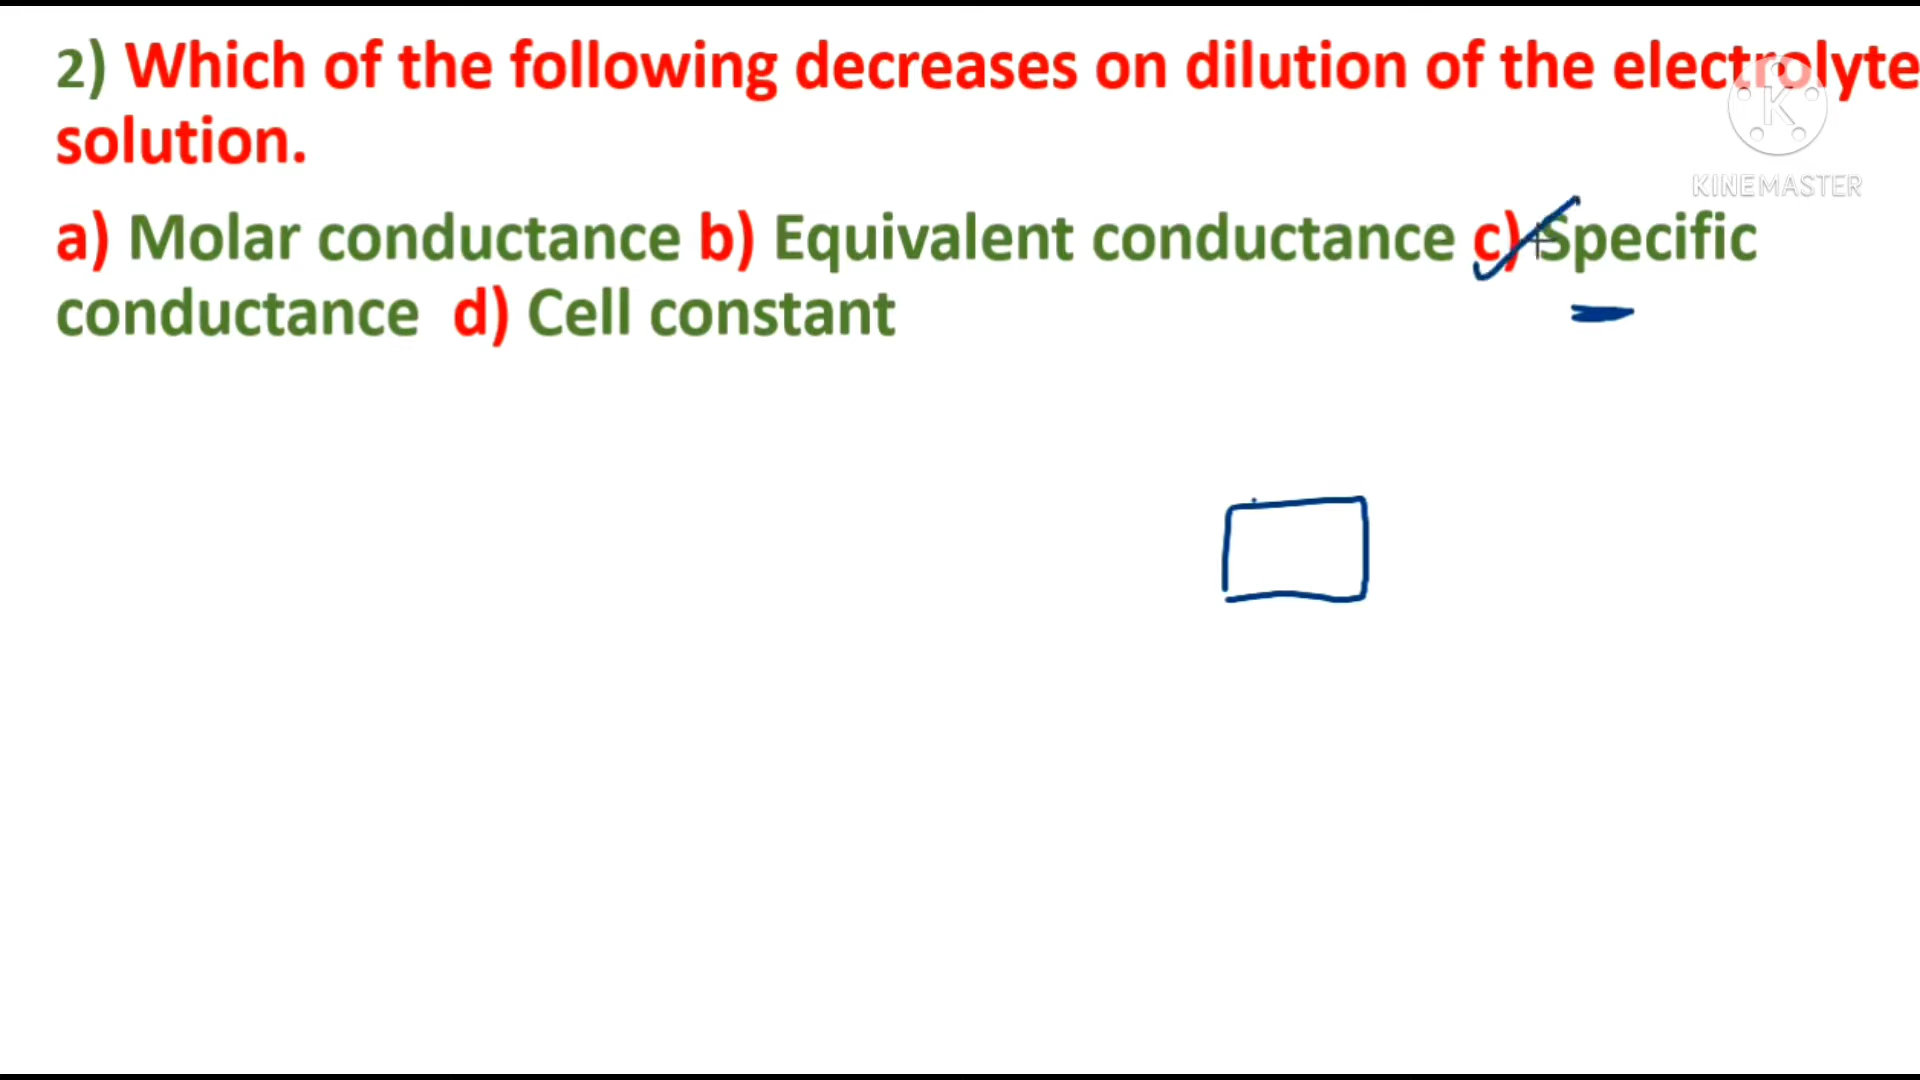 2) Which of the following decreases on dilution of the electrolyte
solution.
KINEMASTER
a) Molar conductance b) Equivalent conductance c) Specific
conductance d) Cell constant